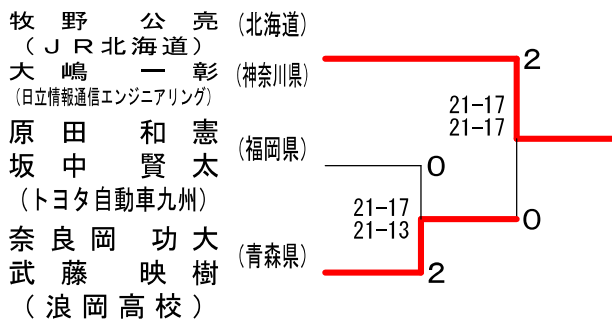 牧野 公亮 (北海道)
(JR北海道)
大嶋 一彰 (神奈川県)
(日立情報通信エンジニアリング)
原田 和憲
坂中 賢太 (福岡県)
(トヨタ自動車九州)
奈良岡 功大
武藤 映樹 (青森県)
(浪岡高校)
2
21-17
21-17
0
0
21-17
21-13
2